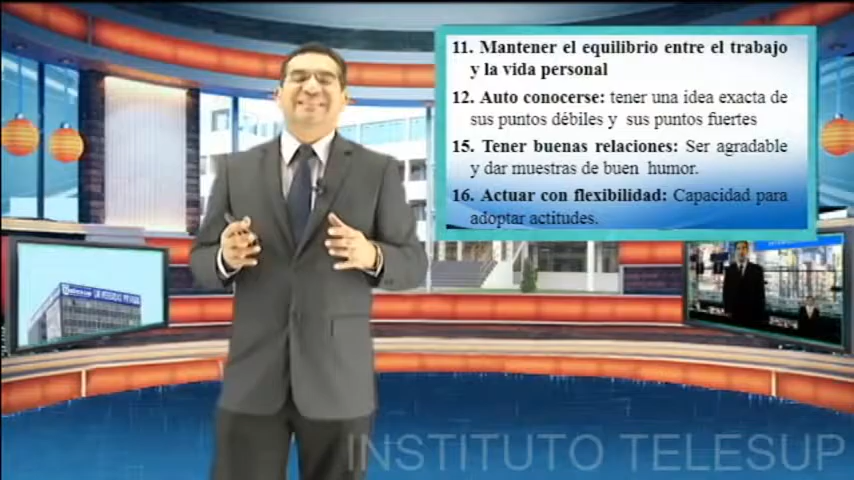 11. Mantener el equilibrio entre el trabajo
y la vida personal
12. Auto conocerse: tener una idea exacta de
sus puntos débiles y sus puntos fuertes
15. Tener buenas relaciones: Ser agradable
y dar muestras de buen humor.
16. Actuar con flexibilidad: Capacidad para
adoptar actitudes.
INSTITUTO TELESUP